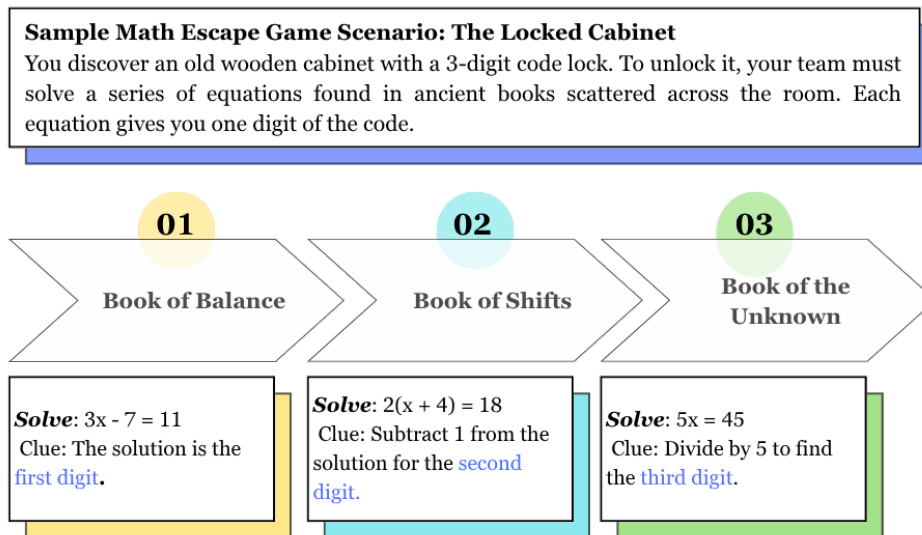 Sample Math Escape Game Scenario: The Locked Cabinet
You discover an old wooden cabinet with a 3-digit code lock. To unlock it, your team must
solve a series of equations found in ancient books scattered across the room. Each
equation gives you one digit of the code.
01
Book of Balance
02
Book of Shifts
03
Book of the
Unknown
Solve: 3x - 7 = 11
Clue: The solution is the
first digit.
Solve: 2(x + 4) = 18
Clue: Subtract 1 from the
solution for the second
digit.
Solve: 5x = 45
Clue: Divide by 5 to find
the third digit.